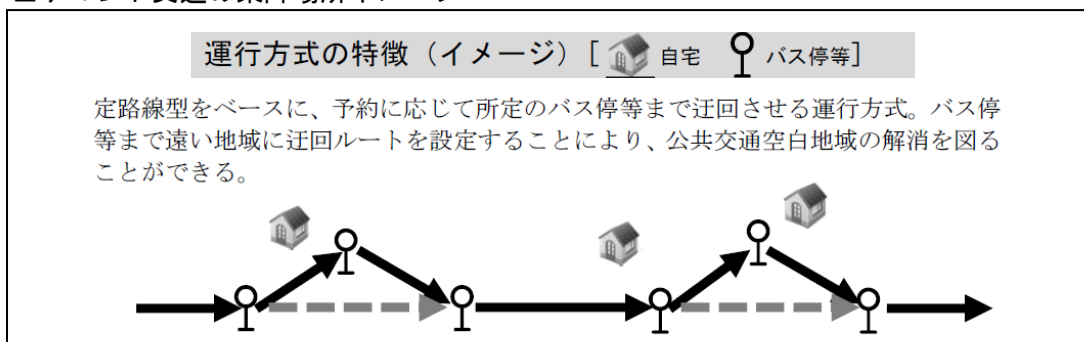 運行方式の特徴（イメージ）[ 自宅 バス停等]
定路線型をベースに、予約に応じて所定のバス停等まで迂回させる運行方式。バス停
等まで遠い地域に迂回ルートを設定することにより、公共交通空白地域の解消を図る
ことができる。